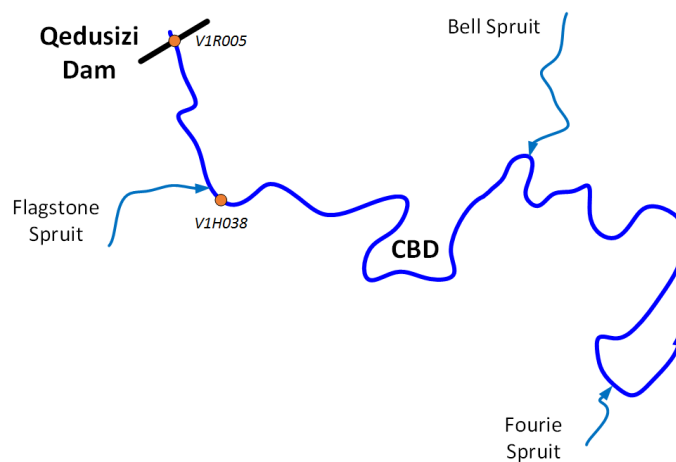 Bell Spruit
Qedusizi
Dam
V1R005
Flagstone
Spruit
V1H038
CBD
Fourie
Spruit